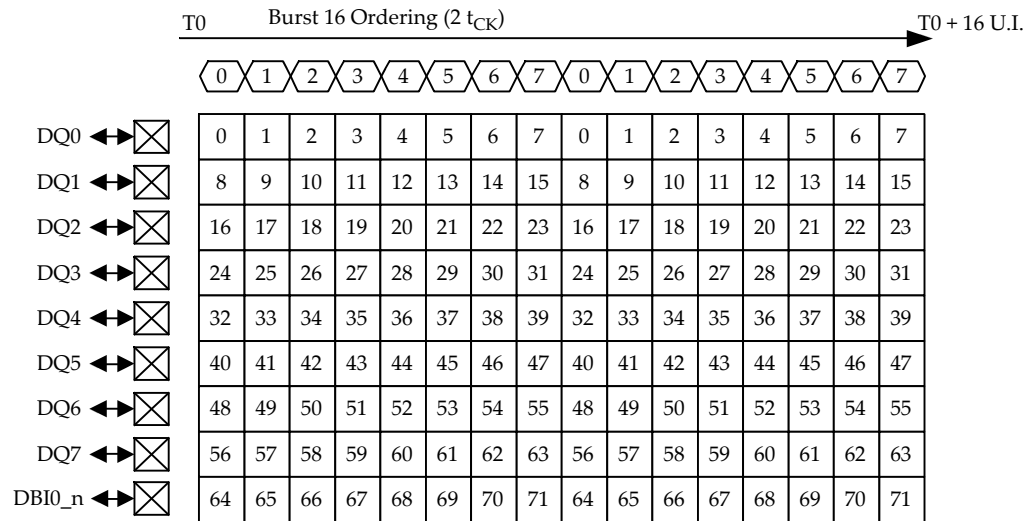 Burst 16 Ordering (2 tCK)
T0 T0 + 16 U.I.
0 1 2 3 4 5 6 7 0 1 2 3 4 5 6 7
DQ0 0 1 2 3 4 5 6 7 0 1 2 3 4 5 6 7
DQ1 8 9 10 11 12 13 14 15 8 9 10 11 12 13 14 15
DQ2 16 17 18 19 20 21 22 23 16 17 18 19 20 21 22 23
DQ3 24 25 26 27 28 29 30 31 24 25 26 27 28 29 30 31
DQ4 32 33 34 35 36 37 38 39 32 33 34 35 36 37 38 39
DQ5 40 41 42 43 44 45 46 47 40 41 42 43 44 45 46 47
DQ6 48 49 50 51 52 53 54 55 48 49 50 51 52 53 54 55
DQ7 56 57 58 59 60 61 62 63 56 57 58 59 60 61 62 63
DBI0_n 64 65 66 67 68 69 70 71 64 65 66 67 68 69 70 71